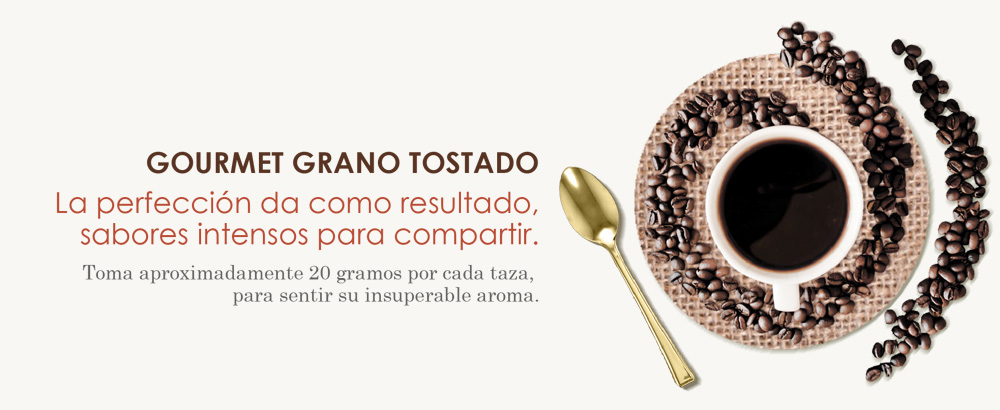 GOURMET GRANO TOSTADO
La perfección da como resultado,
sabores intensos para compartir.
Toma aproximadamente 20 gramos por cada taza,
para sentir su insuperable aroma.